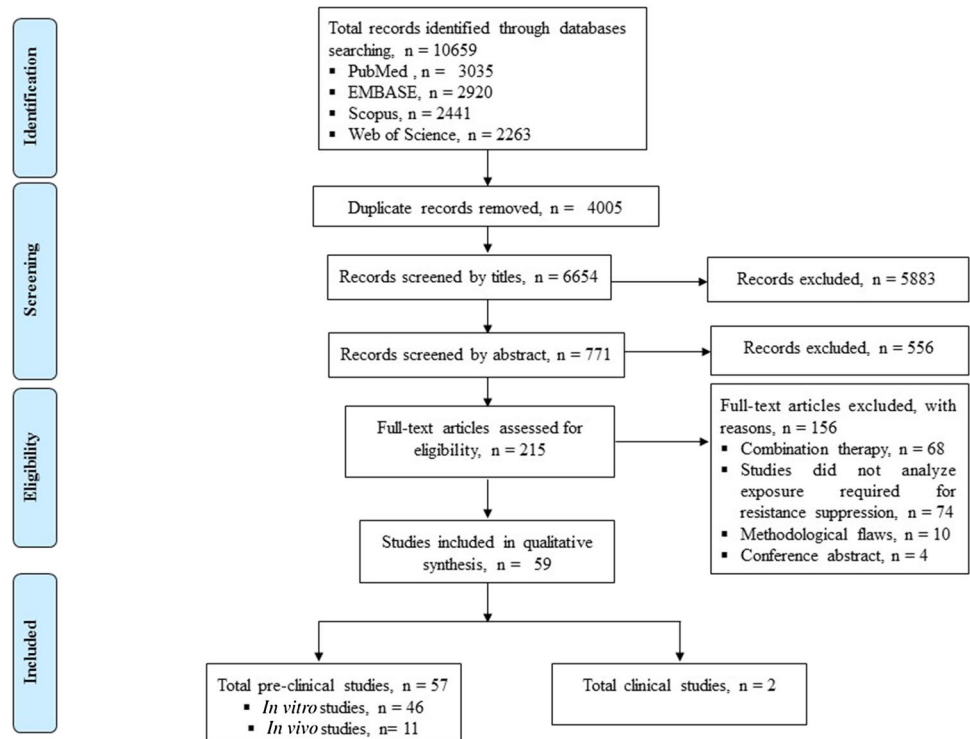 Identification
Total records identified through databases
searching, n = 10659
▪ PubMed , n = 3035
▪ EMBASE, n = 2920
▪ Scopus, n = 2441
▪ Web of Science, n = 2263
Duplicate records removed, n = 4005
Screening
Records screened by titles, n = 6654
Records excluded, n = 5883
Records screened by abstract, n = 771
Records excluded, n = 556
Eligibility
Full-text articles assessed for
eligibility, n = 215
Full-text articles excluded, with
reasons, n = 156
▪ Combination therapy, n = 68
▪ Studies did not analyze
exposure required for
resistance suppression, n = 74
▪ Methodological flaws, n = 10
▪ Conference abstract, n = 4
Studies included in qualitative
synthesis, n = 59
Included
Total pre-clinical studies, n = 57
▪ In vitro studies, n = 46
▪ In vivo studies, n= 11
Total clinical studies, n = 2